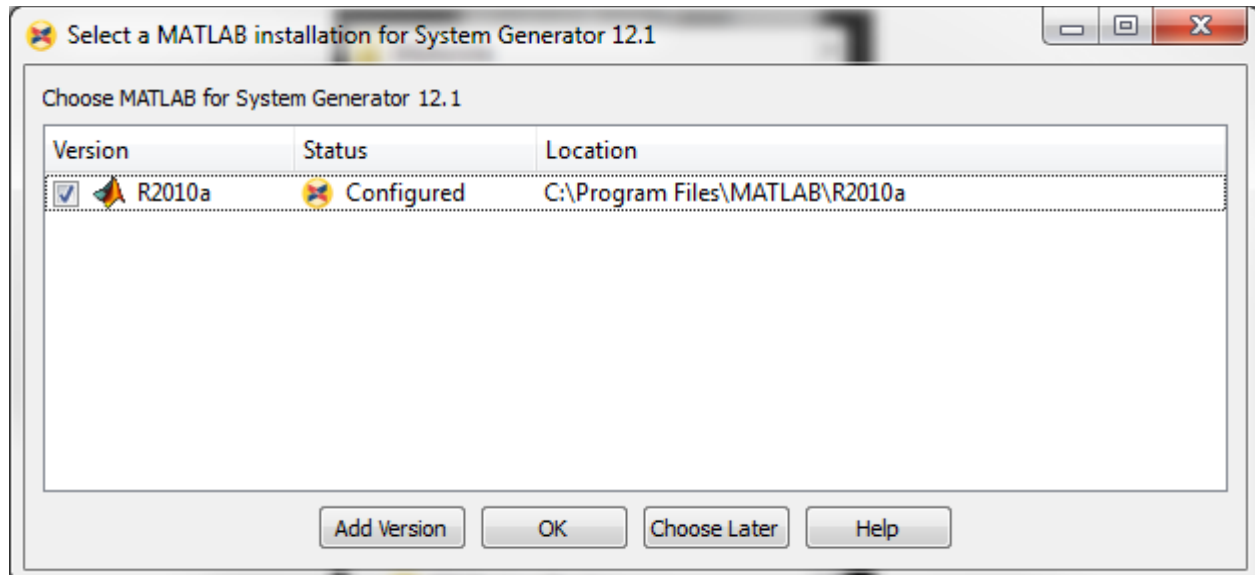 Select a MATLAB installation for System Generator 12.1
Choose MATLAB for System Generator 12.1
Version Status Location
R2010a Configured C:\Program Files\MATLAB\R2010a
Add Version OK Choose Later Help